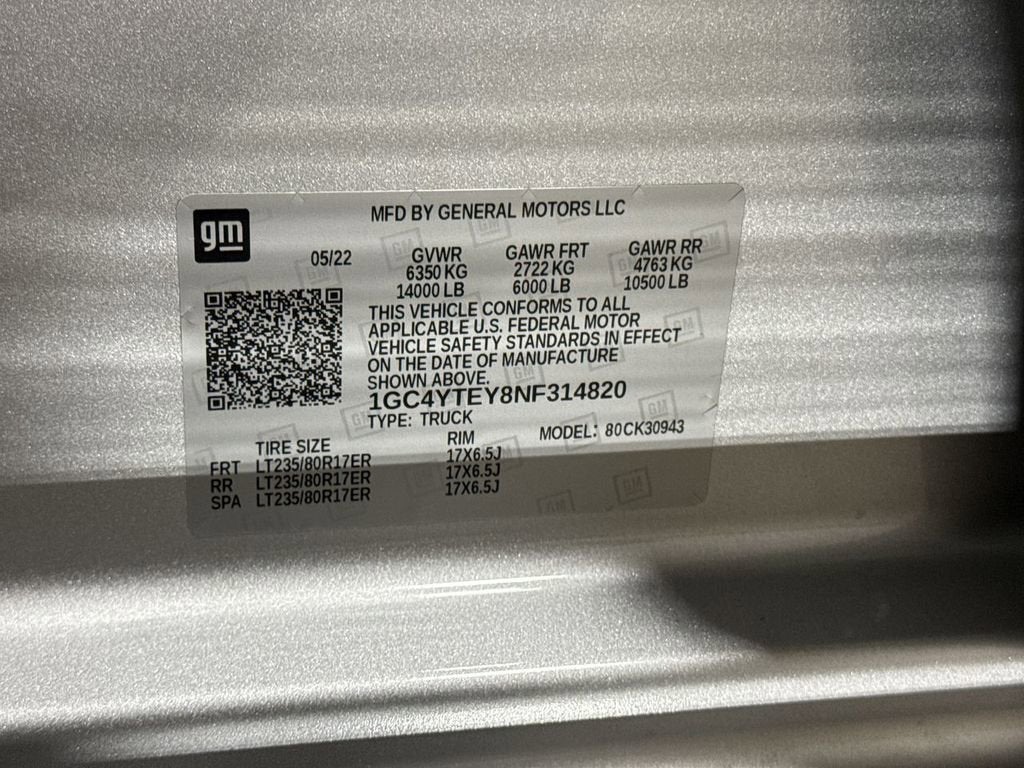 gm
MFD BY GENERAL MOTORS LLC
05/22 GVWR GAWR FRT GAWR RR
6350 KG 2722 KG 4763 KG
14000 LB 6000 LB 10500 LB
THIS VEHICLE CONFORMS TO ALL
APPLICABLE U.S. FEDERAL MOTOR
VEHICLE SAFETY STANDARDS IN EFFECT
ON THE DATE OF MANUFACTURE
SHOWN ABOVE.
1GC4YTEY8NF314820
TYPE: TRUCK
MODEL: 80CK30943
TIRE SIZE RIM
FRT LT235/80R17ER 17X6.5J
RR LT235/80R17ER 17X6.5J
SPA LT235/80R17ER 17X6.5J